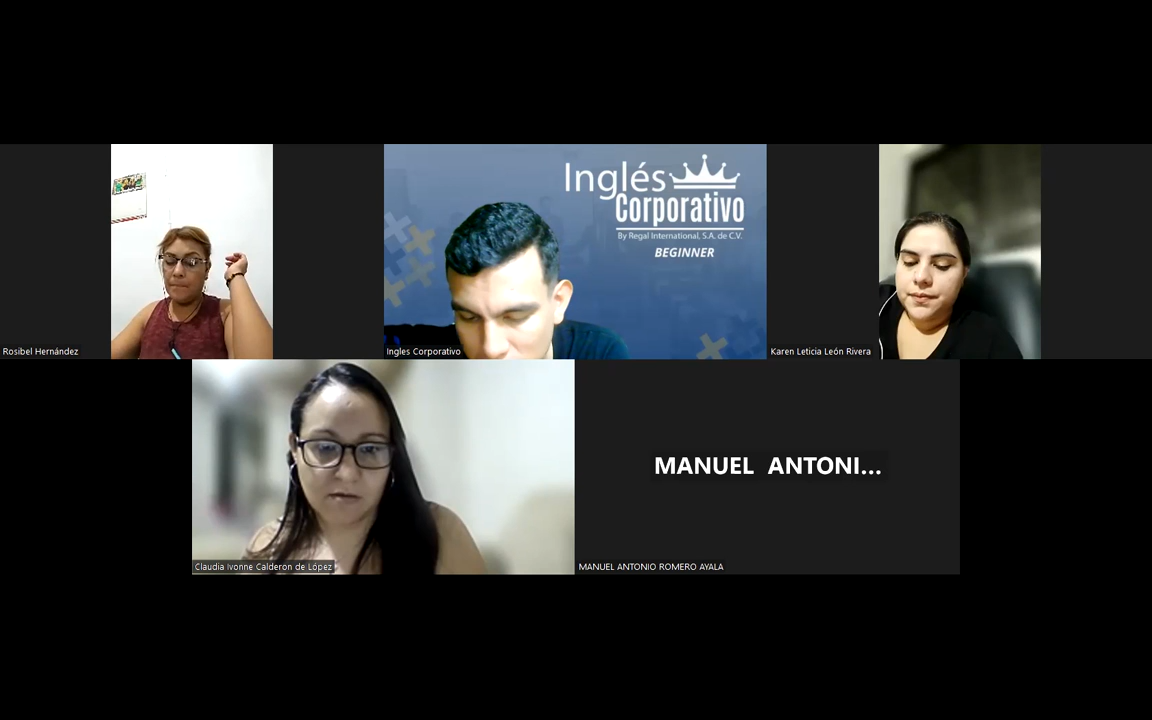 Inglés
Corporativo
By Regal International, S.A. de C.V.
BEGINNER
Rosibel Hernández
Ingles Corporativo
Karen Leticia León Rivera
MANUEL ANTONI...
Claudia Ivonne Calderon de López
MANUEL ANTONIO ROMERO AYALA